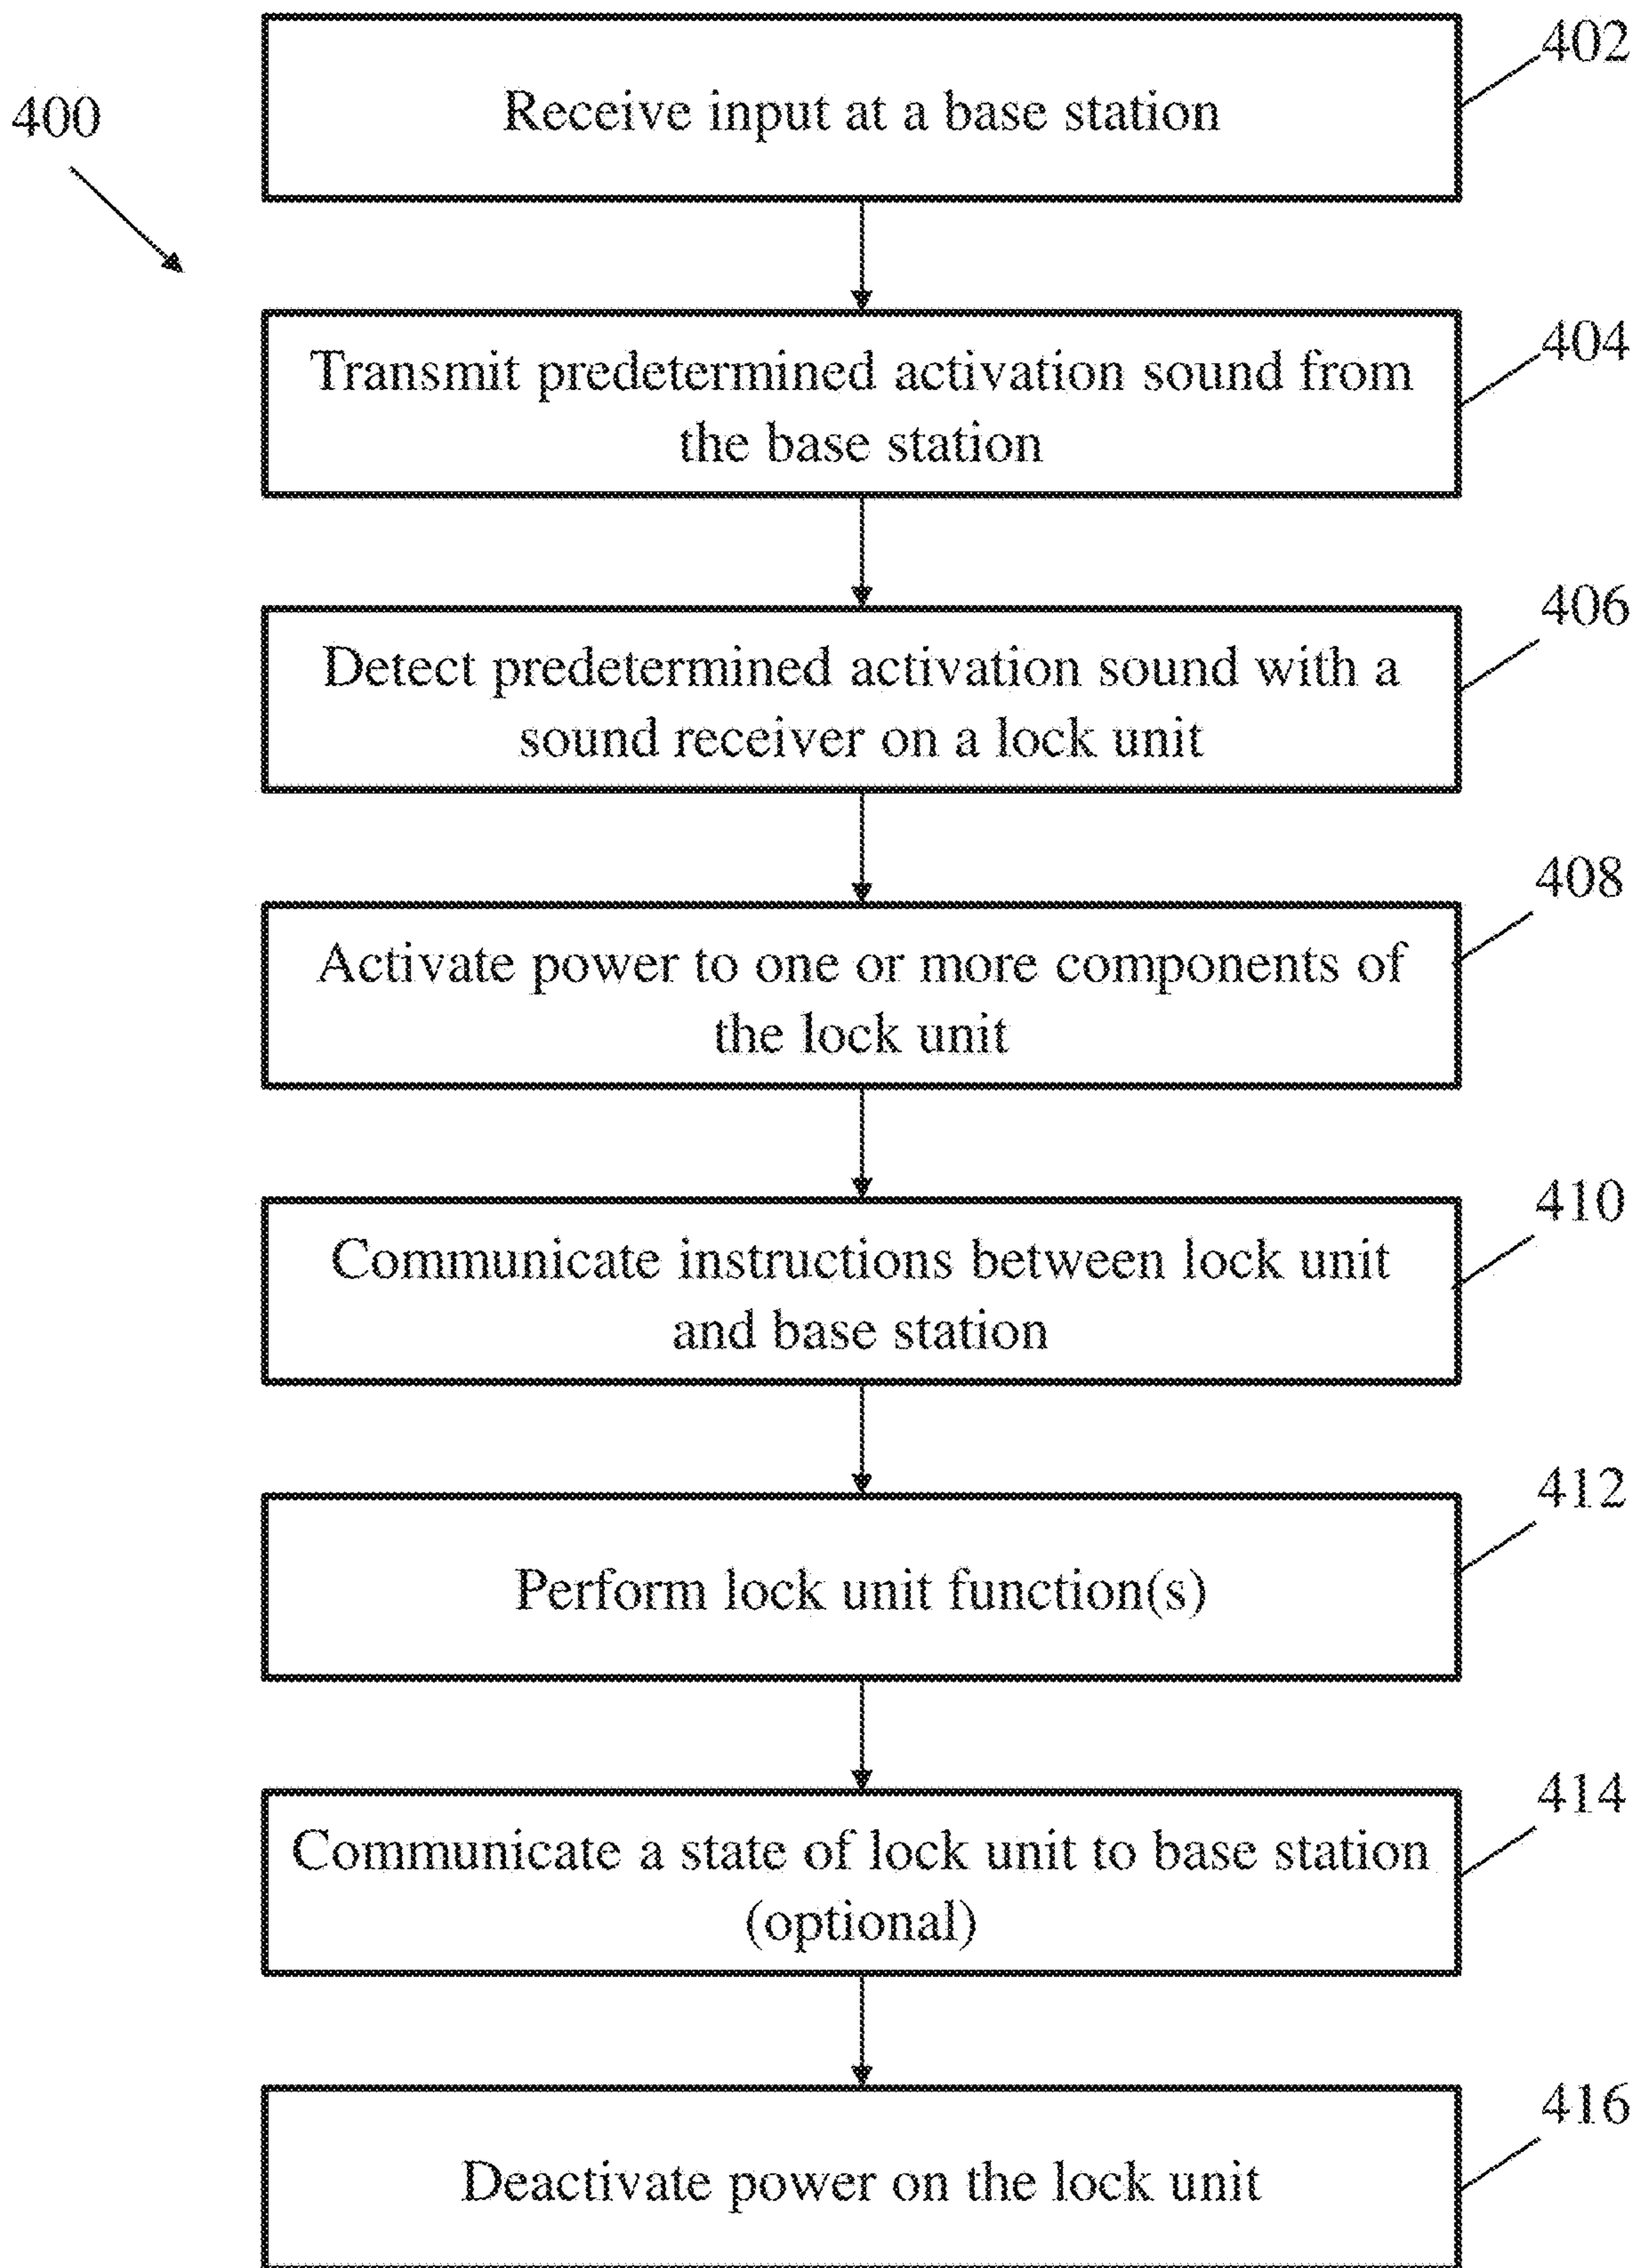 400
402
Receive input at a base station
404
Transmit predetermined activation sound from
the base station
406
Detect predetermined activation sound with a
sound receiver on a lock unit
408
Activate power to one or more components of
the lock unit
410
Communicate instructions between lock unit
and base station
412
Perform lock unit function(s)
414
Communicate a state of lock unit to base station
(optional)
416
Deactivate power on the lock unit